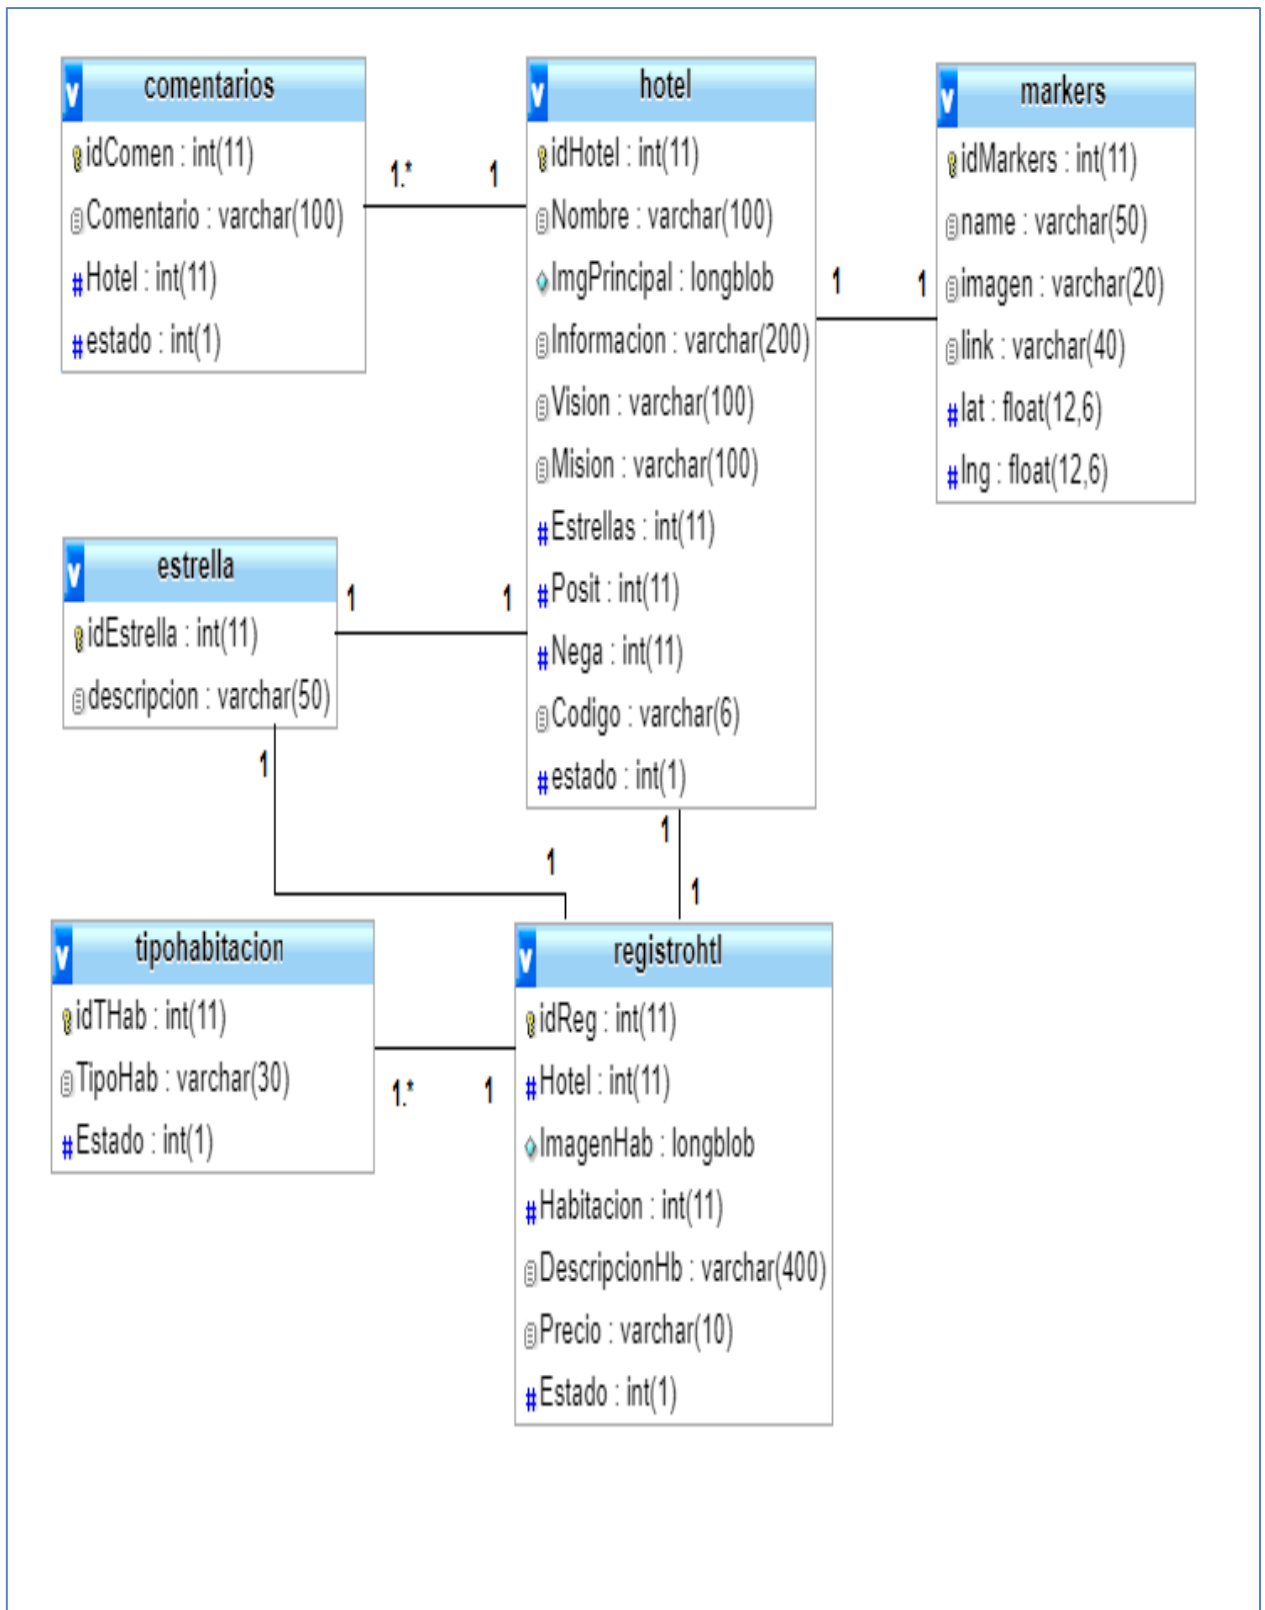 comentarios
idComen : int(11)
Comentario : varchar(100)
#Hotel : int(11)
#estado : int(1)
1.*
1
hotel
idHotel : int(11)
Nombre : varchar(100)
ImgPrincipal : longblob
Informacion : varchar(200)
Vision : varchar(100)
Mision : varchar(100)
#Estrellas : int(11)
#Posit : int(11)
#Nega : int(11)
Codigo : varchar(6)
#estado : int(1)
1
1
markers
idMarkers : int(11)
name : varchar(50)
imagen : varchar(20)
link : varchar(40)
#lat : float(12,6)
#lng : float(12,6)
estrella
idEstrella : int(11)
descripcion : varchar(50)
1
1
1
1
1
1
tipohabitacion
idTHab : int(11)
TipoHab : varchar(30)
#Estado : int(1)
1.*
1
registrohtl
idReg : int(11)
#Hotel : int(11)
ImagenHab : longblob
#Habitacion : int(11)
DescripcionHb : varchar(400)
Precio : varchar(10)
#Estado : int(1)